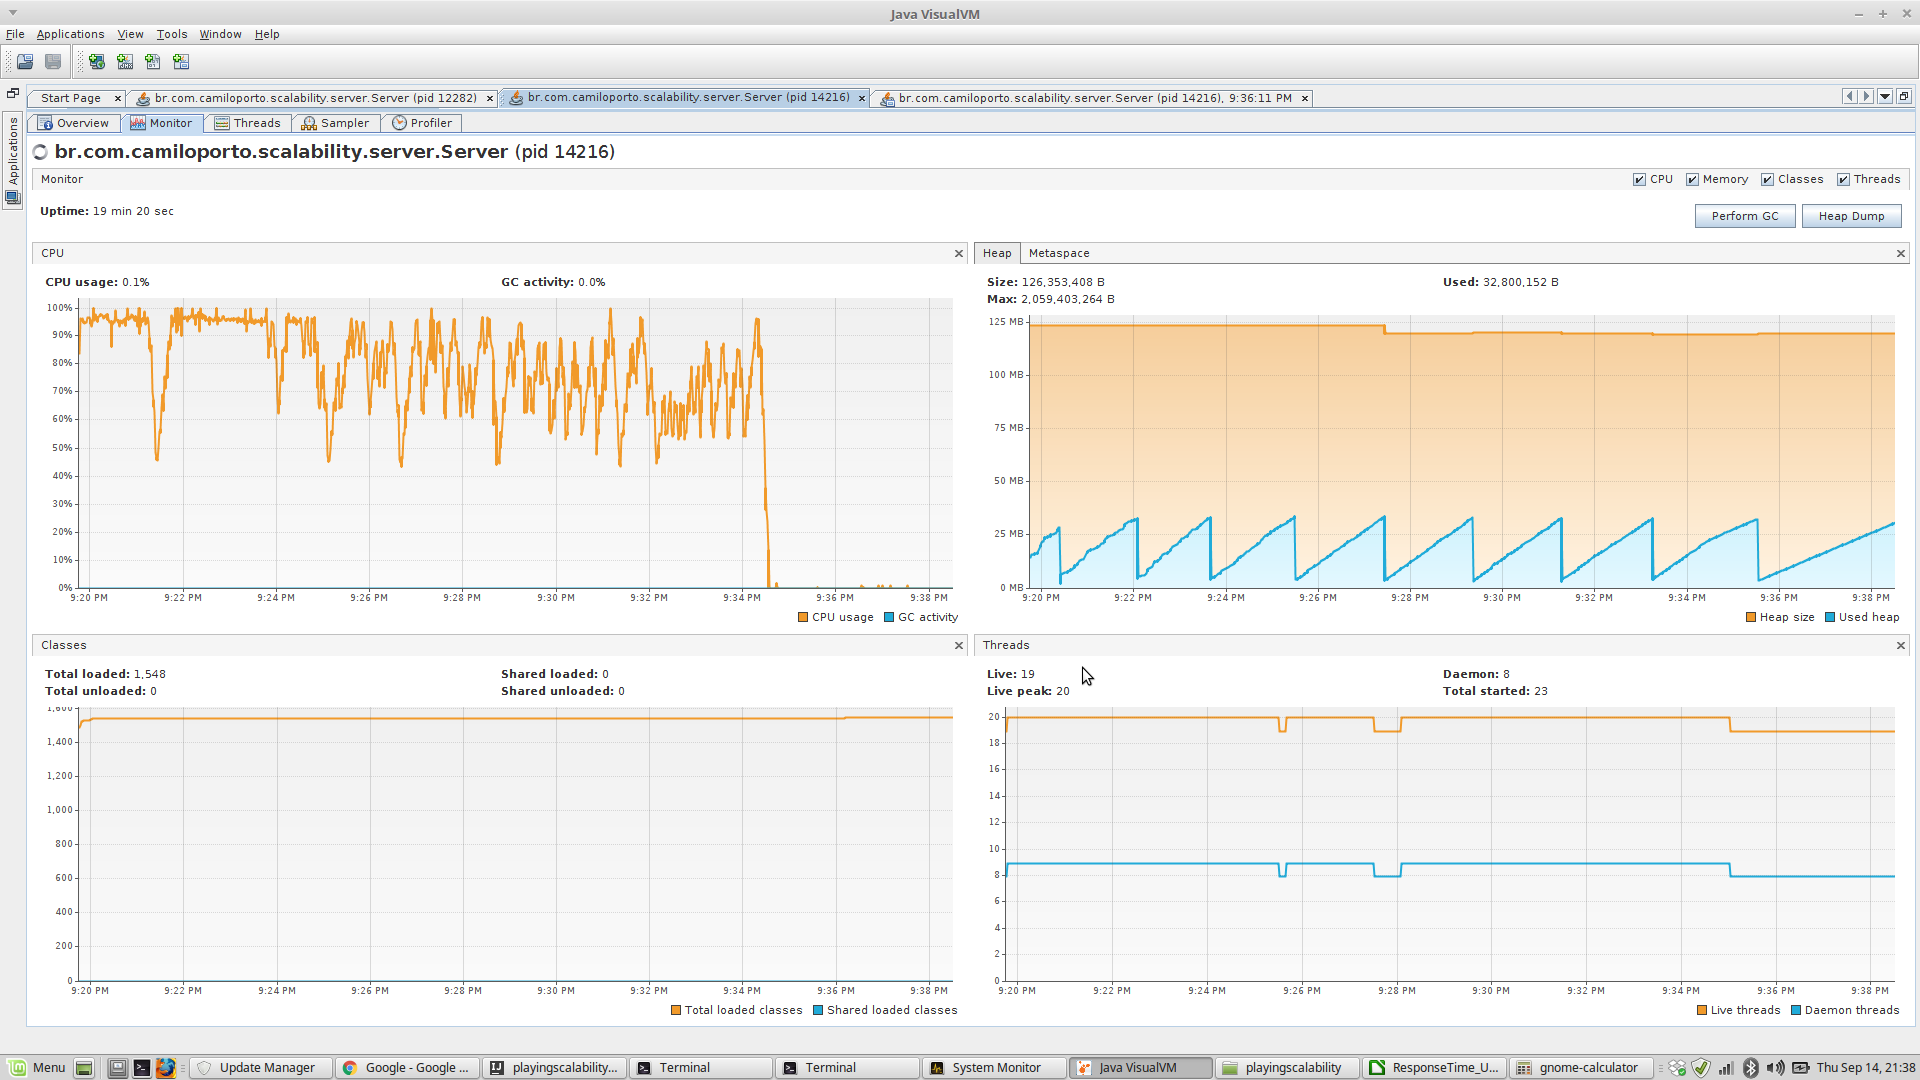 Java VisualVM
File Applications View Tools Window Help
Start Page br.com.camiloporto.scalability.server.Server (pid 12282) br.com.camiloporto.scalability.server.Server (pid 14216) br.com.camiloporto.scalability.server.Server (pid 14216), 9:36:11 PM
Applications
Overview Monitor Threads Sampler Profiler
br.com.camiloporto.scalability.server.Server (pid 14216)
Monitor CPU Memory Classes Threads
Uptime: 19 min 20 sec
Perform GC Heap Dump
CPU
CPU usage: 0.1% GC activity: 0.0%
100%
90%
80%
70%
60%
50%
40%
30%
20%
10%
0%
9:20 PM 9:22 PM 9:24 PM 9:26 PM 9:28 PM 9:30 PM 9:32 PM 9:34 PM 9:36 PM 9:38 PM
CPU usage GC activity
Heap Metaspace
Size: 126,353,408 B Used: 32,800,152 B
Max: 2,059,403,264 B
125 MB
100 MB
75 MB
50 MB
25 MB
0 MB
9:20 PM 9:22 PM 9:24 PM 9:26 PM 9:28 PM 9:30 PM 9:32 PM 9:34 PM 9:36 PM 9:38 PM
Heap size Used heap
Classes
Total loaded: 1,548 Shared loaded: 0
Total unloaded: 0 Shared unloaded: 0
1,600
1,400
1,200
1,000
800
600
400
200
0
9:20 PM 9:22 PM 9:24 PM 9:26 PM 9:28 PM 9:30 PM 9:32 PM 9:34 PM 9:36 PM 9:38 PM
Total loaded classes Shared loaded classes
Threads
Live: 19 Daemon: 8
Live peak: 20 Total started: 23
20
18
16
14
12
10
8
6
4
2
0
9:20 PM 9:22 PM 9:24 PM 9:26 PM 9:28 PM 9:30 PM 9:32 PM 9:34 PM 9:36 PM 9:38 PM
Live threads Daemon threads
Menu Update Manager Google - Google ... playingscalability... Terminal Terminal System Monitor Java VisualVM playingscalability ResponseTime_U... gnome-calculator Thu Sep 14, 21:38